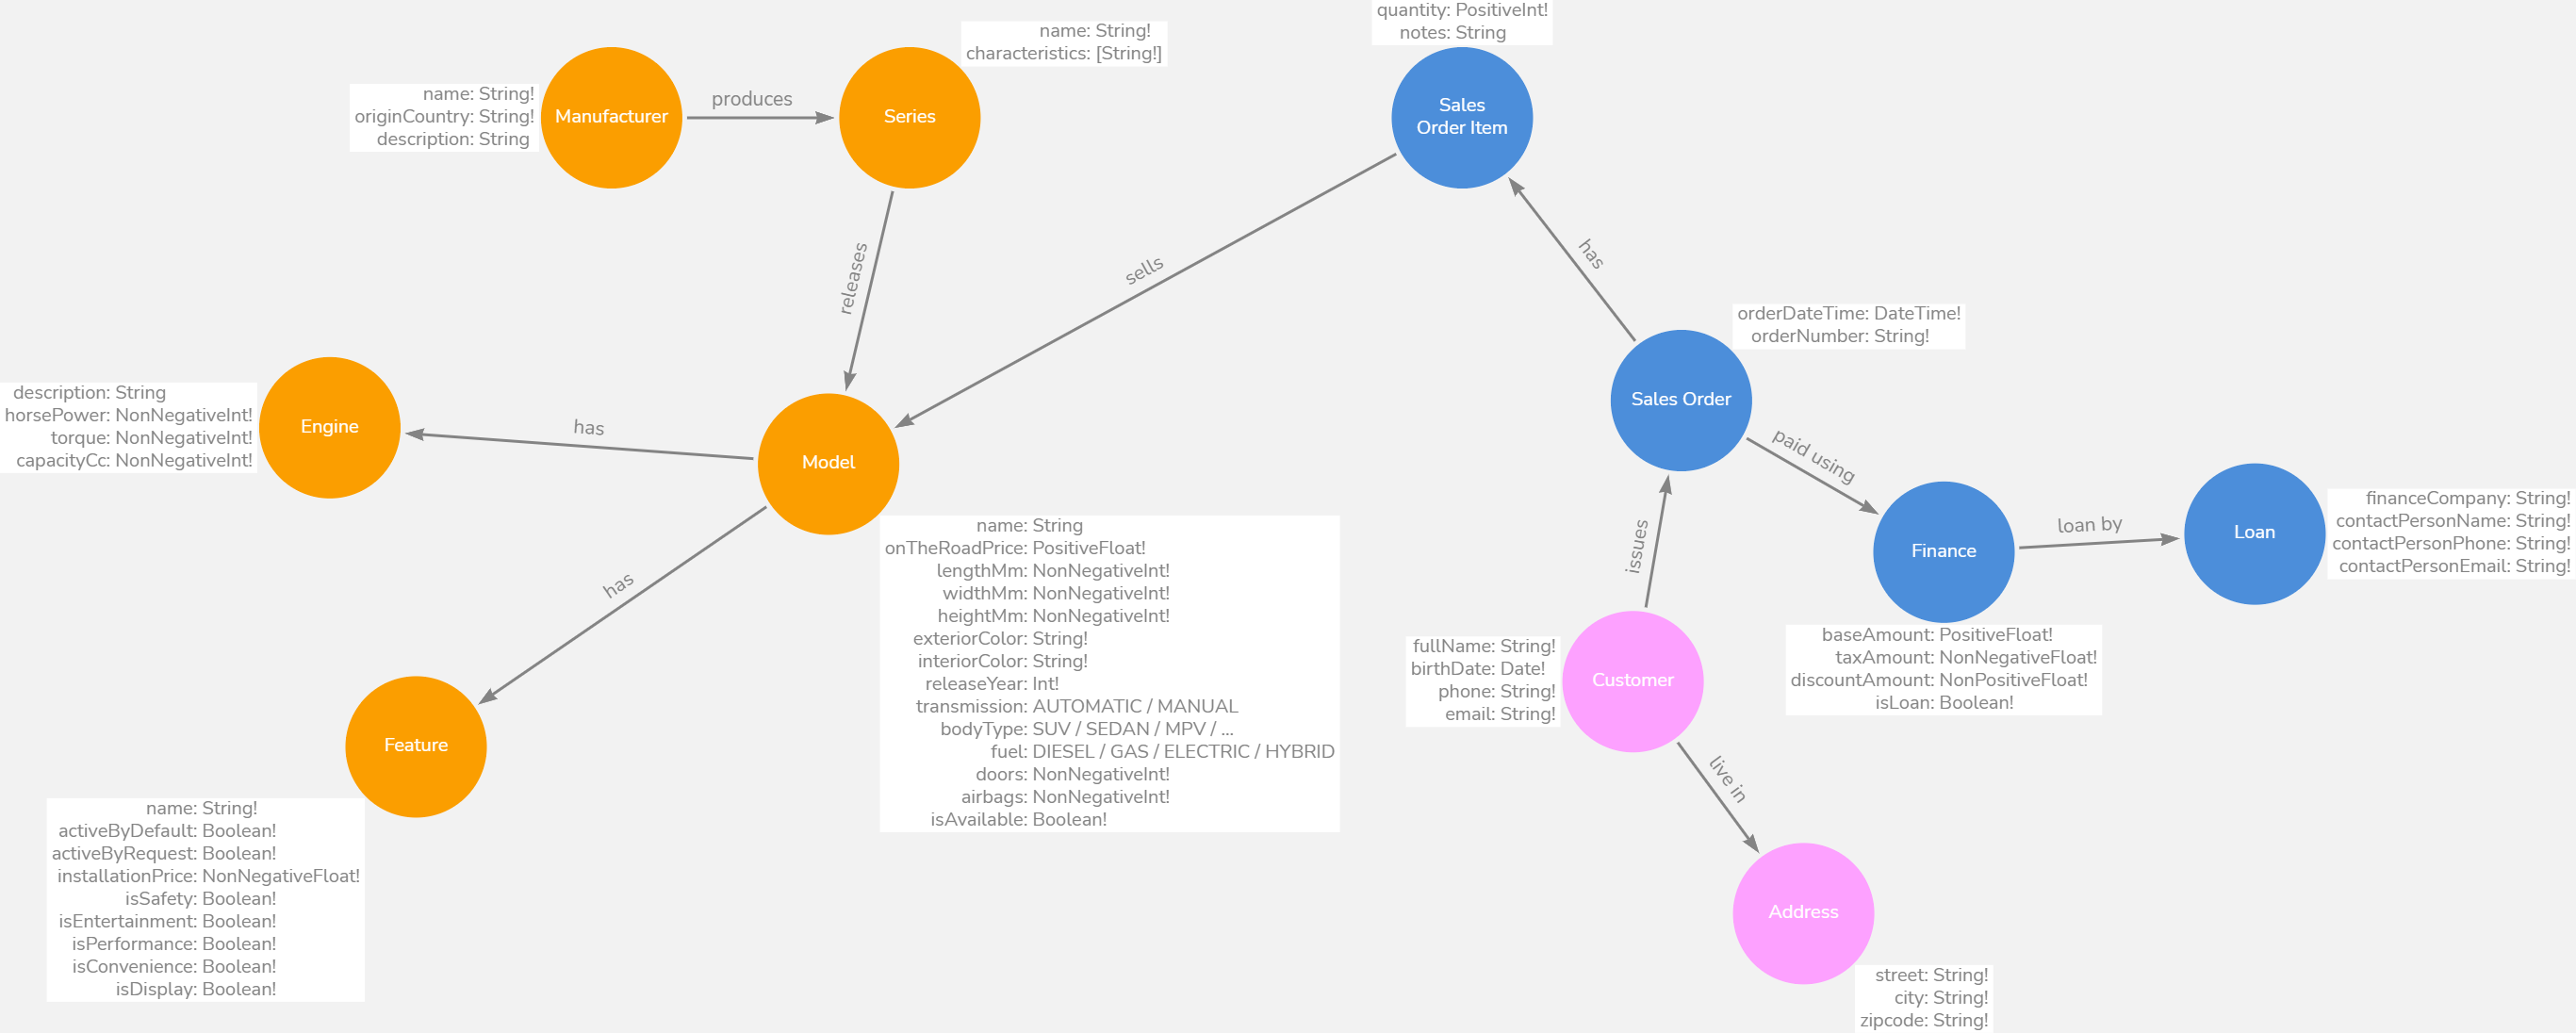 quantity: PositiveInt!
notes: String
name: String!
characteristics: [String!]
name: String!
originCountry: String!
description: String
Manufacturer
produces
Series
Sales
Order Item
releases
sells
has
orderDateTime: DateTime!
orderNumber: String!
Sales Order
description: String
horsePower: NonNegativeInt!
torque: NonNegativeInt!
capacityCc: NonNegativeInt!
Engine
has
Model
paid using
name: String
onTheRoadPrice: PositiveFloat!
lengthMm: NonNegativeInt!
widthMm: NonNegativeInt!
heightMm: NonNegativeInt!
exteriorColor: String!
interiorColor: String!
releaseYear: Int!
transmission: AUTOMATIC / MANUAL
bodyType: SUV / SEDAN / MPV / ...
fuel: DIESEL / GAS / ELECTRIC / HYBRID
doors: NonNegativeInt!
airbags: NonNegativeInt!
isAvailable: Boolean!
Finance
loan by
Loan
financeCompany: String!
contactPersonName: String!
contactPersonPhone: String!
contactPersonEmail: String!
issues
has
baseAmount: PositiveFloat!
taxAmount: NonNegativeFloat!
discountAmount: NonPositiveFloat!
isLoan: Boolean!
fullName: String!
birthDate: Date!
phone: String!
email: String!
Customer
Feature
live in
name: String!
activeByDefault: Boolean!
activeByRequest: Boolean!
installationPrice: NonNegativeFloat!
isSafety: Boolean!
isEntertainment: Boolean!
isPerformance: Boolean!
isConvenience: Boolean!
isDisplay: Boolean!
Address
street: String!
city: String!
zipcode: String!